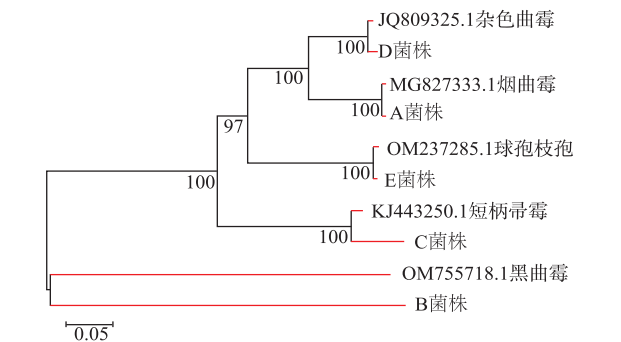 JQ809325.1杂色曲霉
100
D菌株
100
MG827333.1烟曲霉
100
A菌株
97
OM237285.1球孢枝孢
100
E菌株
100
KJ443250.1短柄帚霉
100
C菌株
OM755718.1黑曲霉
B菌株
0.05